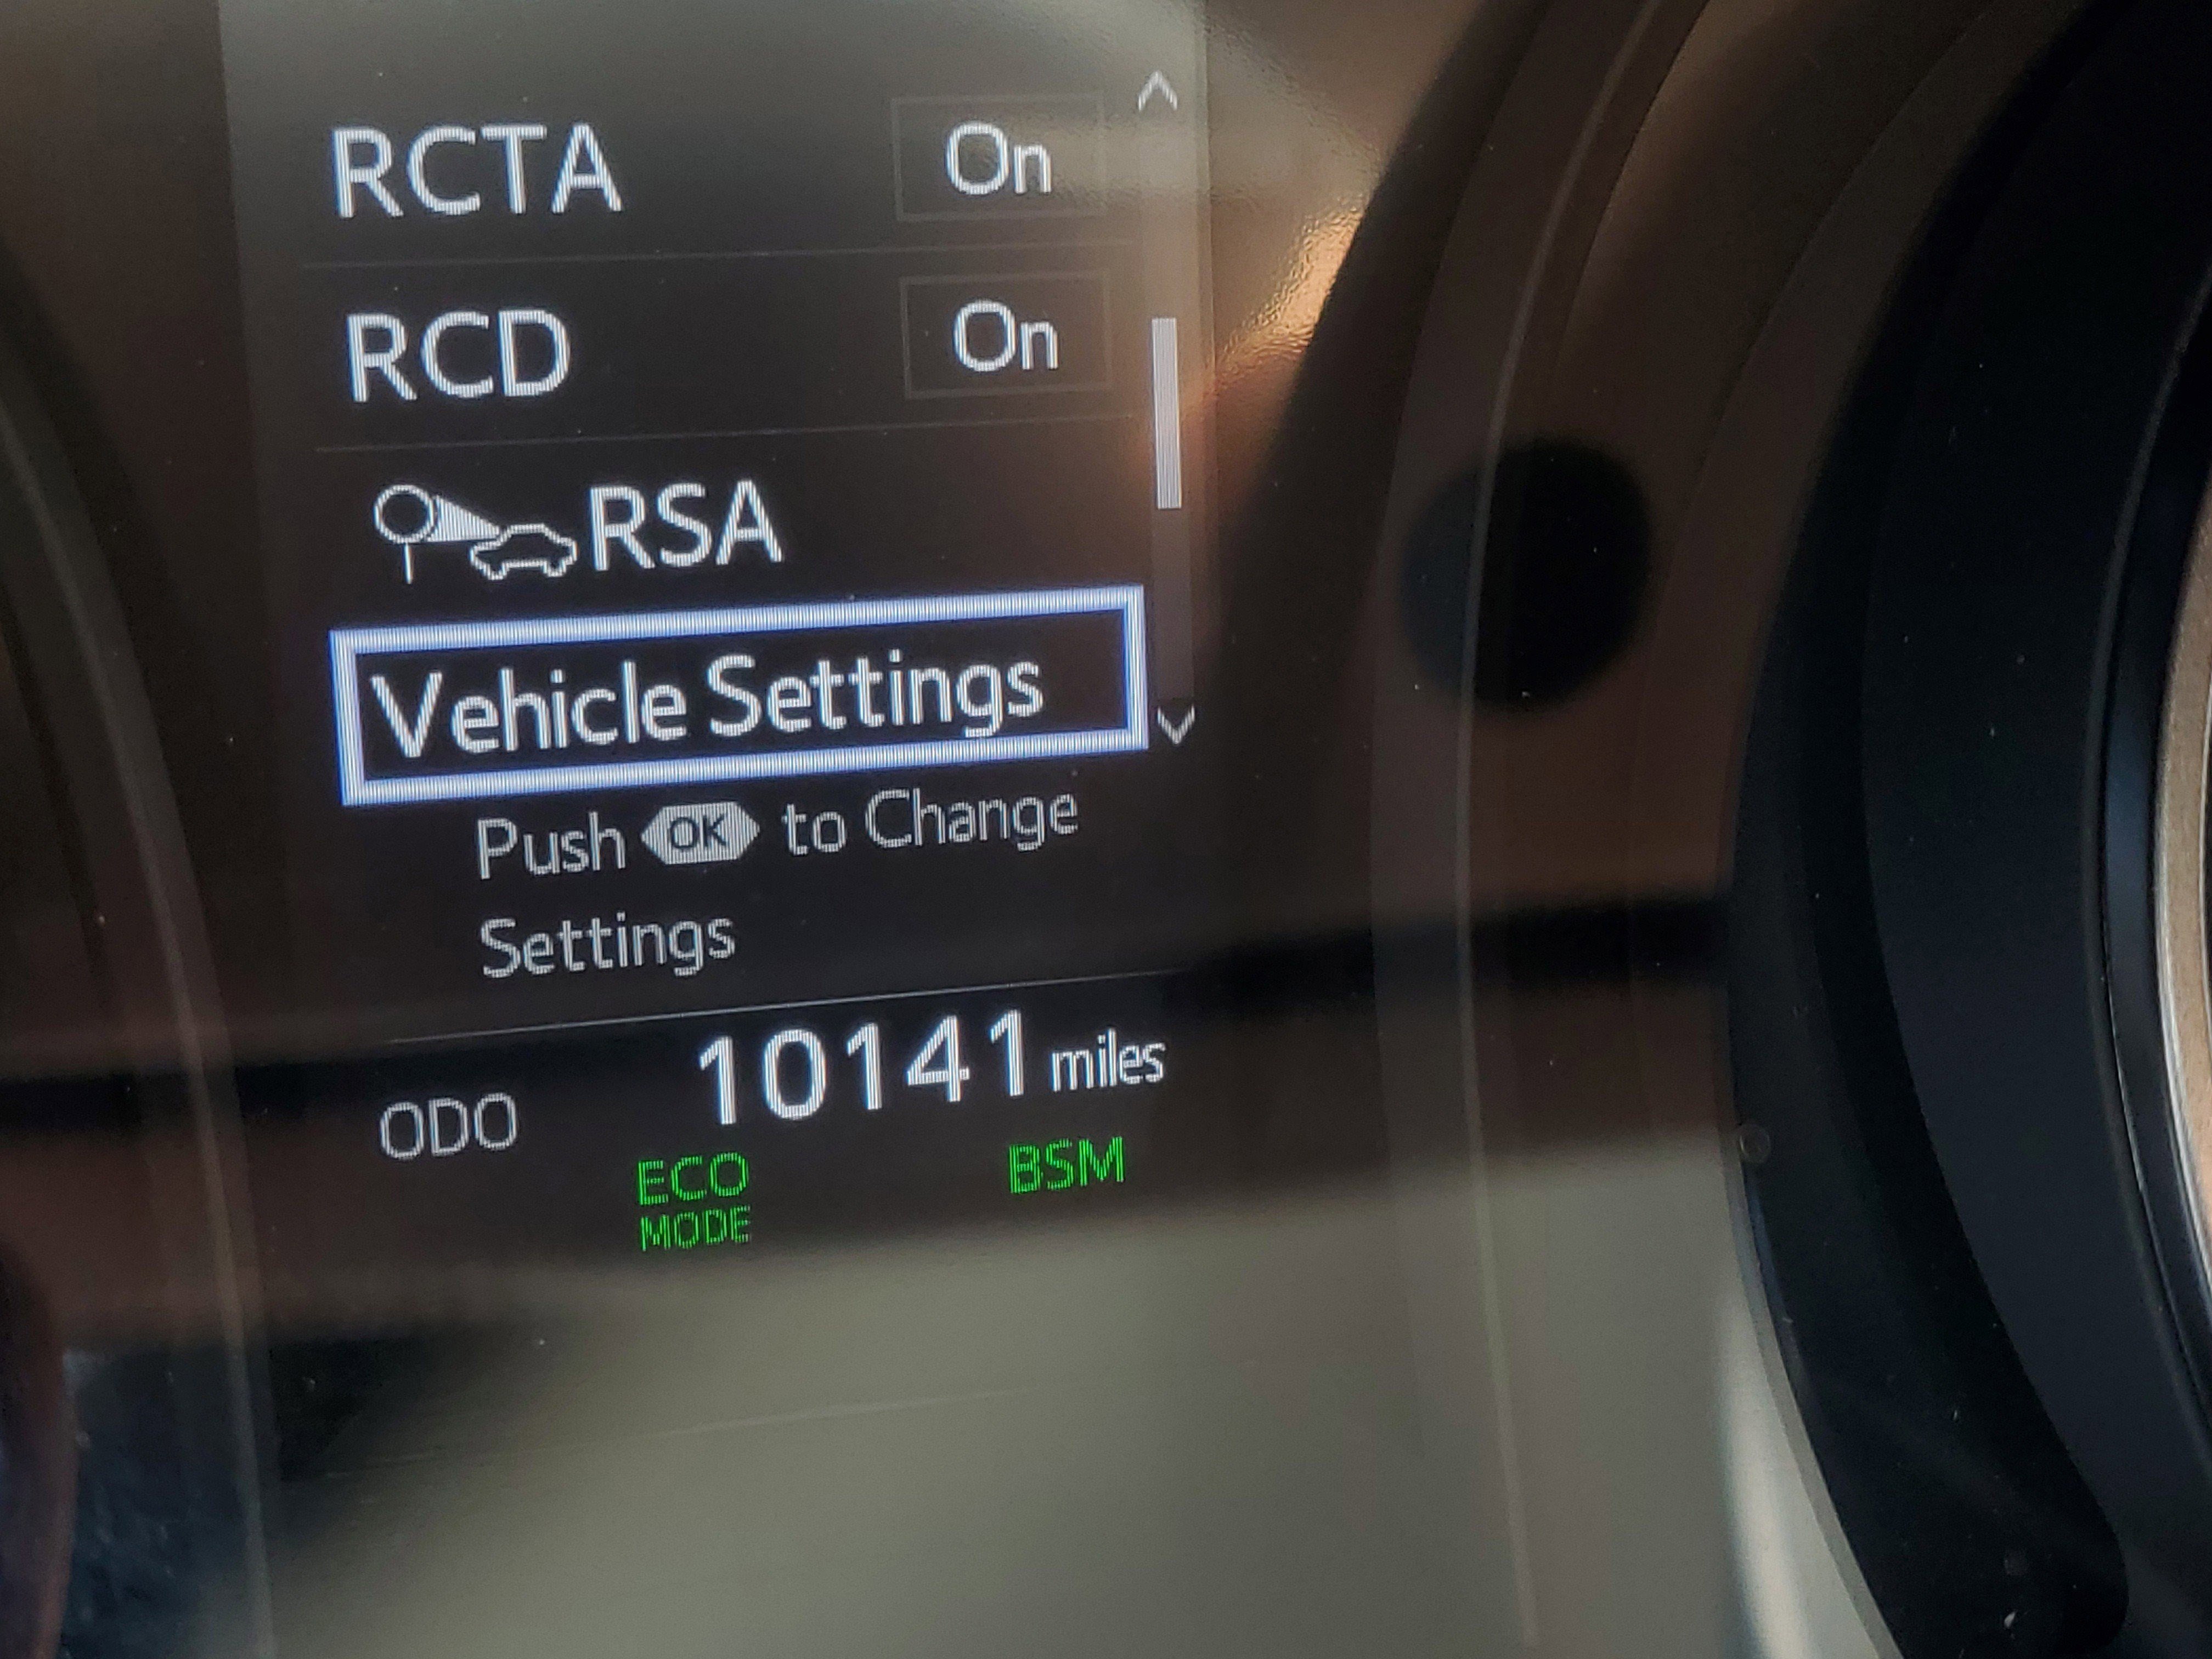 RCTA On
RCD On
RSA
Vehicle Settings
Push OK to Change
Settings
ODO 10141 miles
ECO BSM
MODE